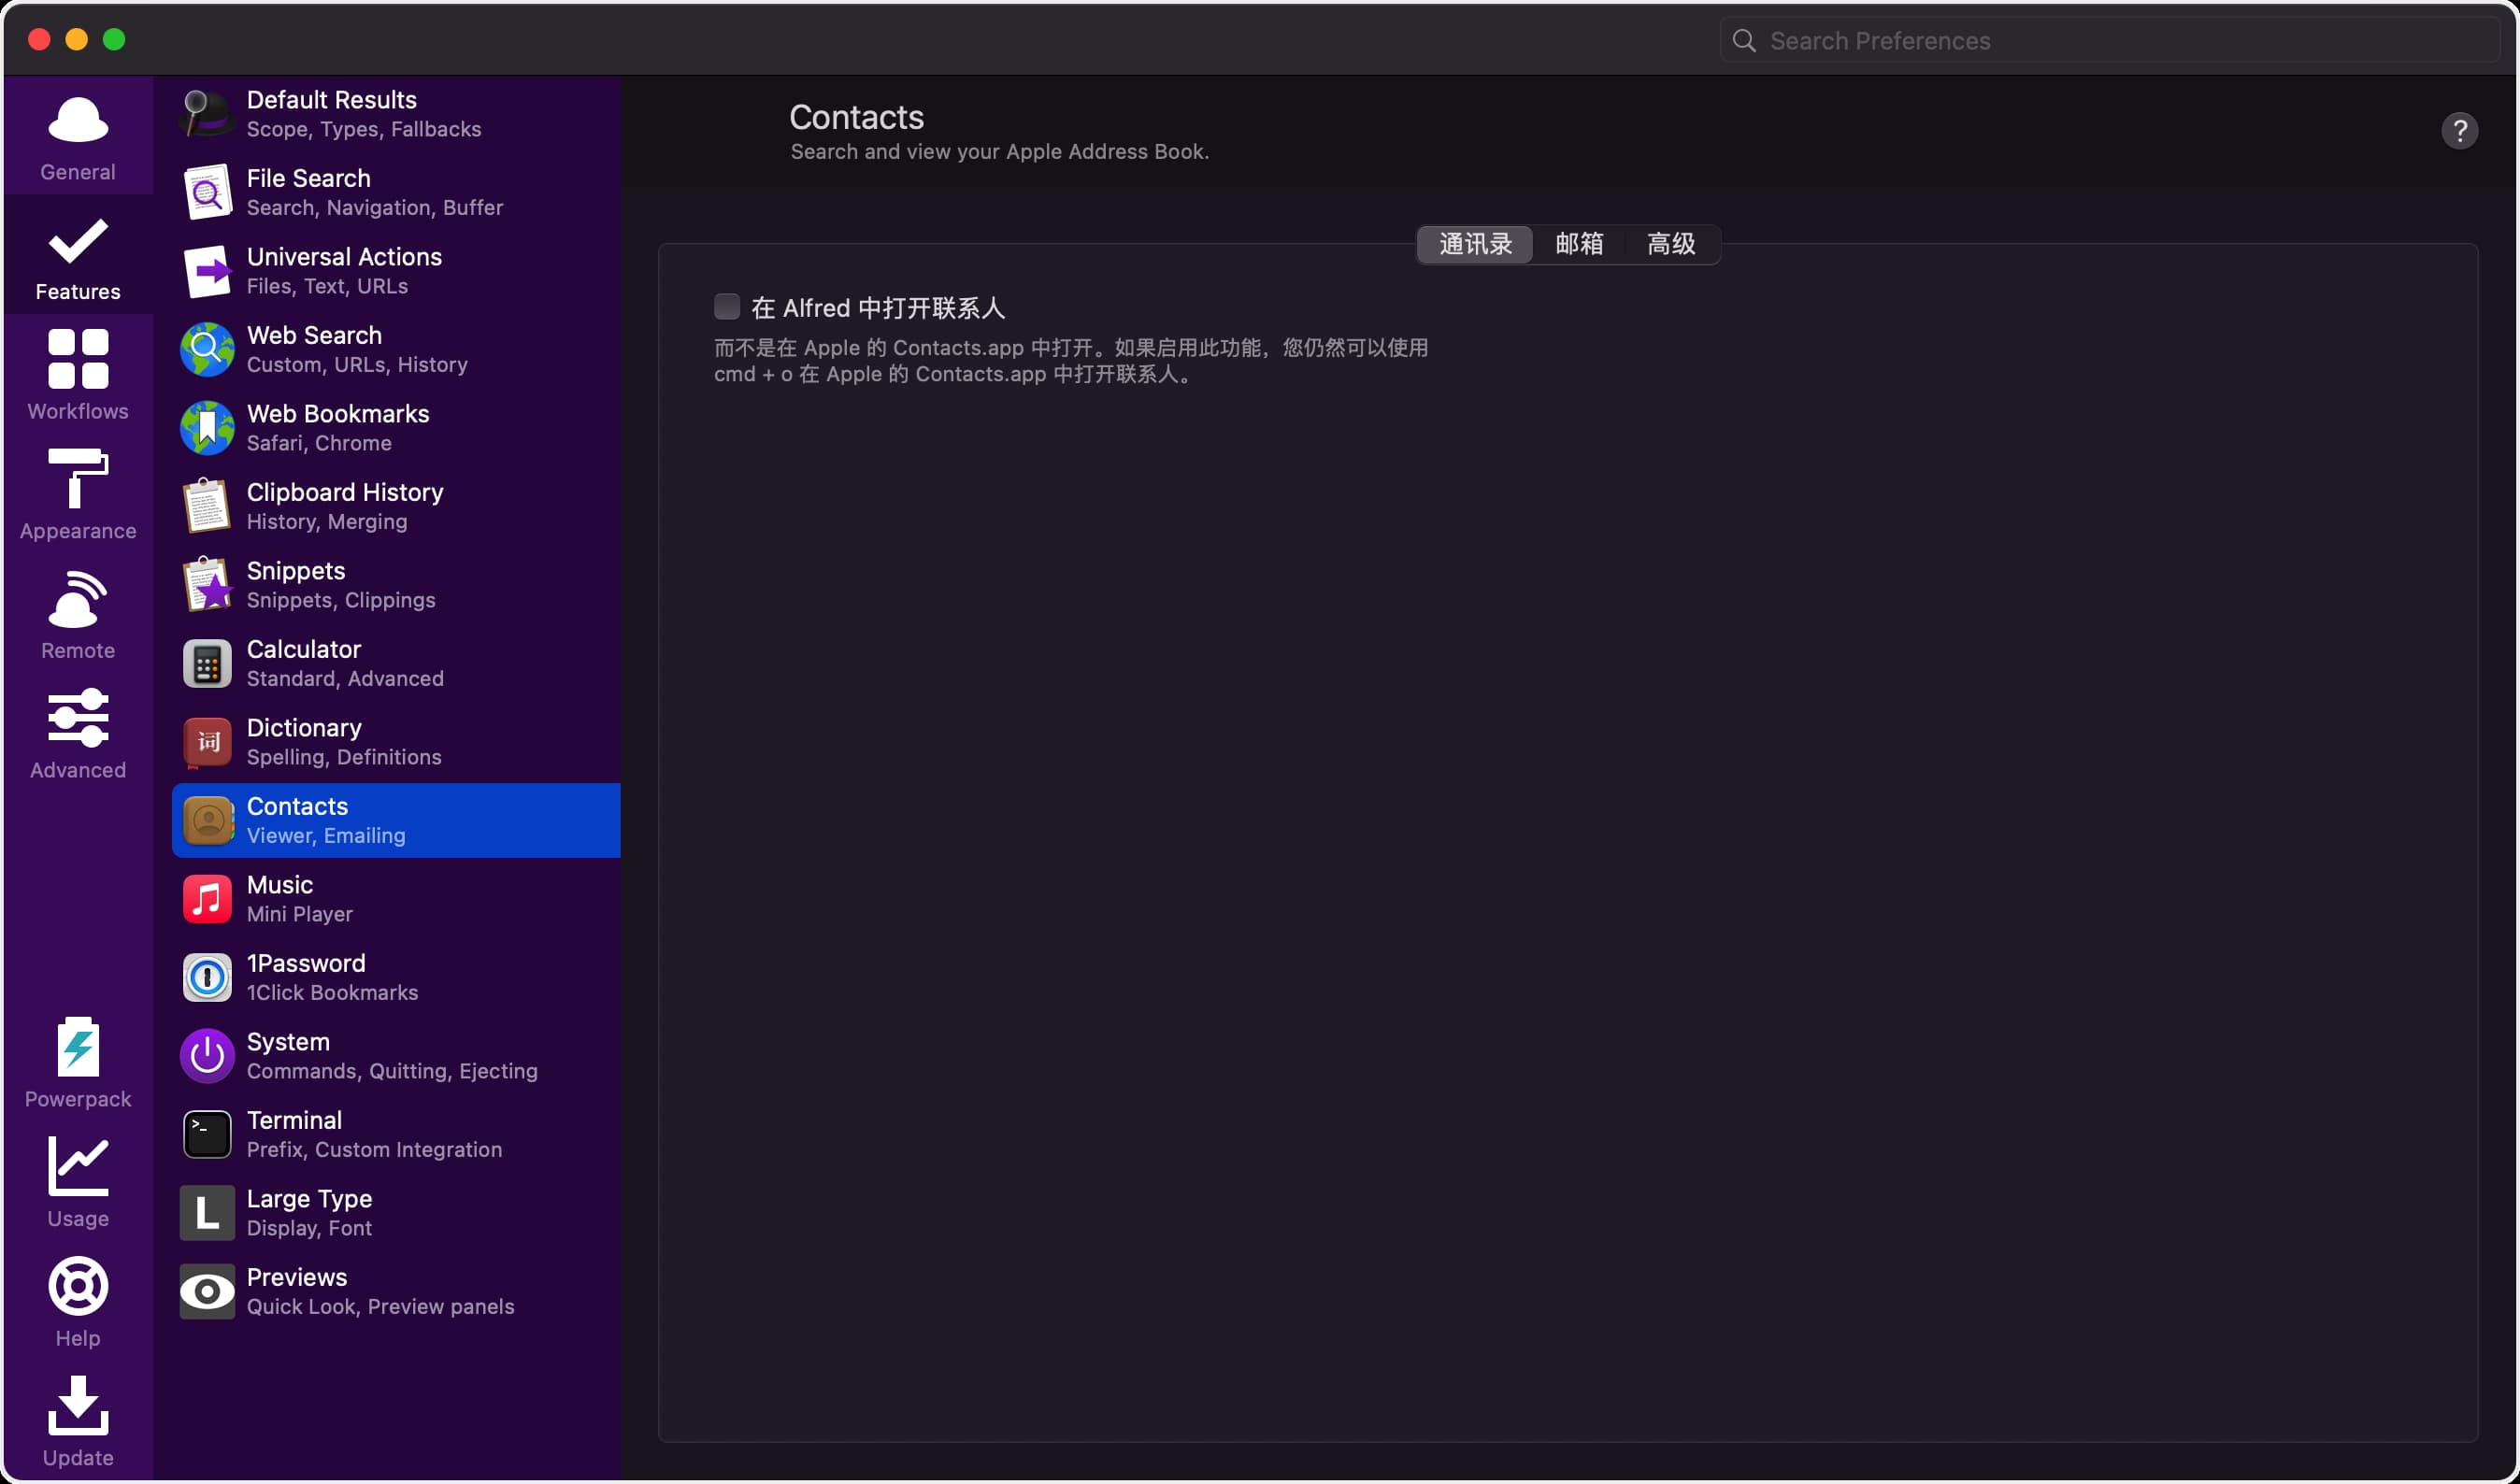 Search Preferences
General
Features
Workflows
Appearance
Remote
Advanced
Powerpack
Usage
Help
Update
Default Results
Scope, Types, Fallbacks
File Search
Search, Navigation, Buffer
Universal Actions
Files, Text, URLs
Web Search
Custom, URLs, History
Web Bookmarks
Safari, Chrome
Clipboard History
History, Merging
Snippets
Snippets, Clippings
Calculator
Standard, Advanced
词
Dictionary
Spelling, Definitions
Contacts
Viewer, Emailing
Music
Mini Player
1Password
1Click Bookmarks
System
Commands, Quitting, Ejecting
>_
Terminal
Prefix, Custom Integration
L
Large Type
Display, Font
Previews
Quick Look, Preview panels
Contacts
Search and view your Apple Address Book.
?
通讯录 邮箱 高级
在 Alfred 中打开联系人
而不是在 Apple 的 Contacts.app 中打开。如果启用此功能，您仍然可以使用
cmd + o 在 Apple 的 Contacts.app 中打开联系人。